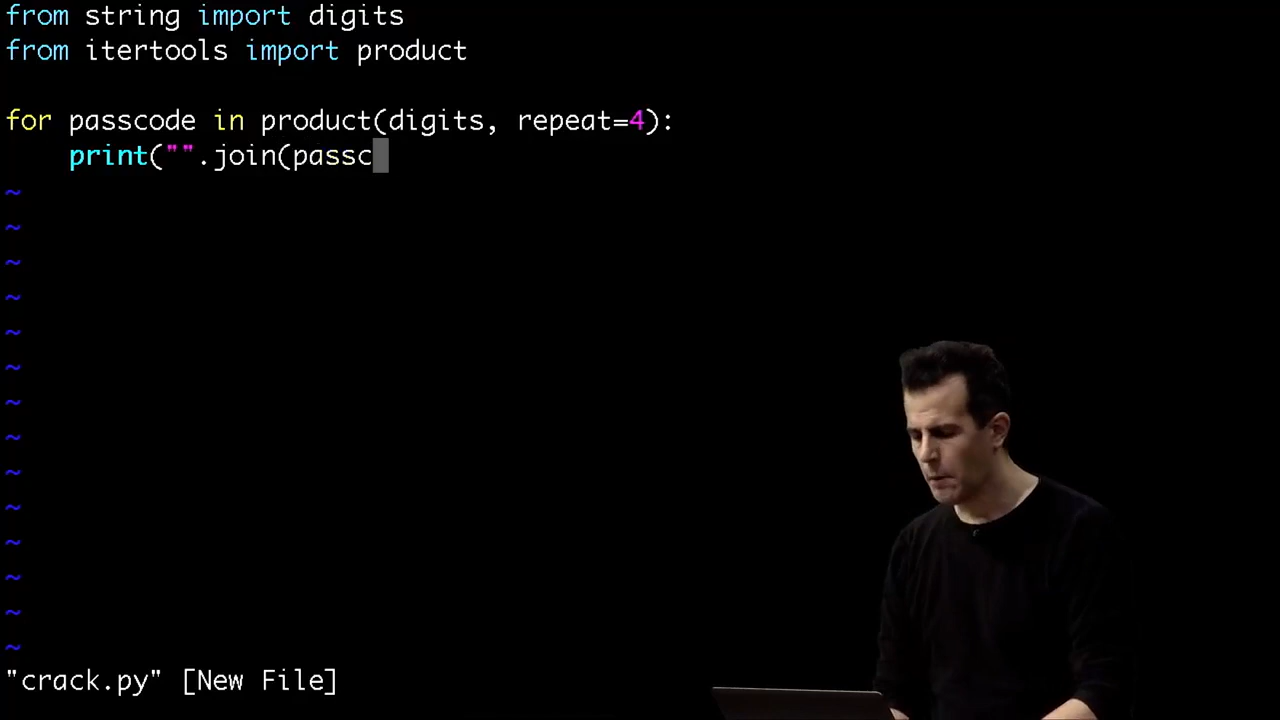 from string import digits
from itertools import product
for passcode in product(digits, repeat=4):
print("".join(passc
~
~
~
~
~
~
~
~
~
~
~
~
~
~
"crack.py" [New File]